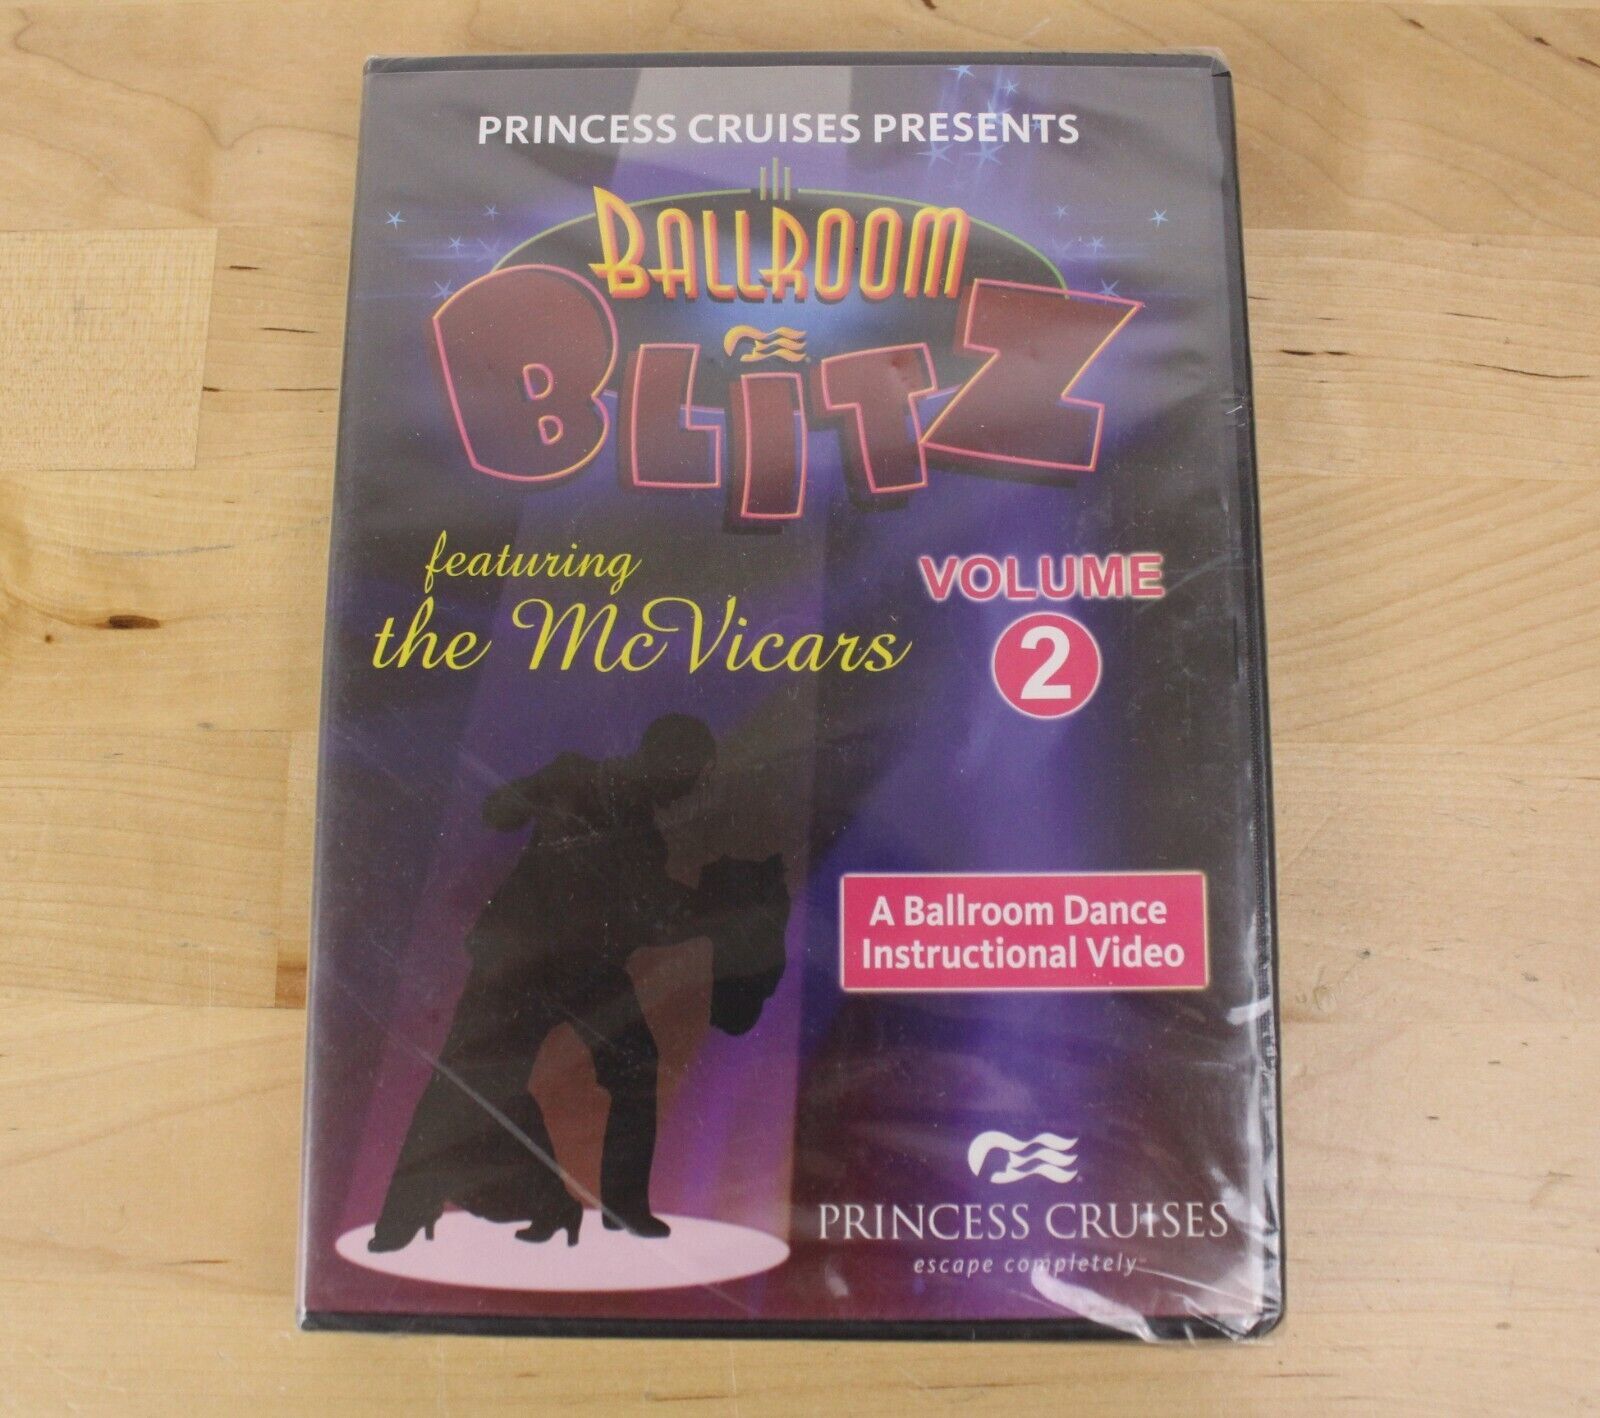 PRINCESS CRUISES PRESENTS
BALLROOM
BLITZ
featuring
the McVicars
VOLUME
2
A Ballroom Dance
Instructional Video
PRINCESS CRUISES
escape completely